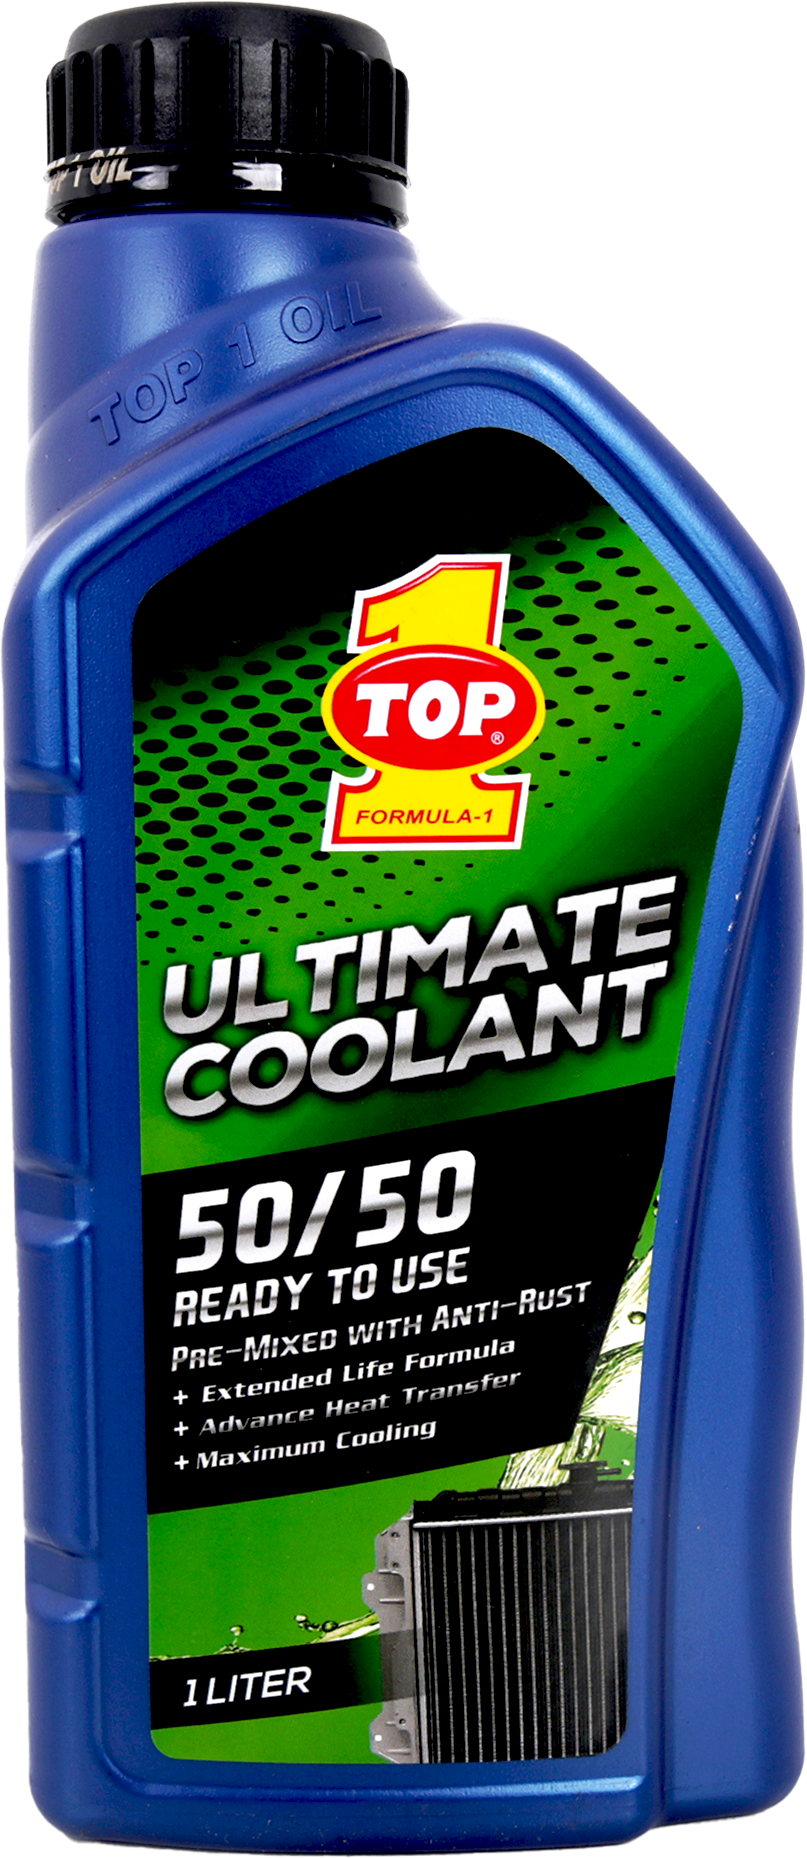 TOP 1 OIL
TOP 1 OIL
1
TOP®
FORMULA-1
ULTIMATE
COOLANT
50/50
READY TO USE
PRE-MIXED WITH ANTI-RUST
+ Extended Life Formula
+ Advance Heat Transfer
+ Maximum Cooling
1 LITER